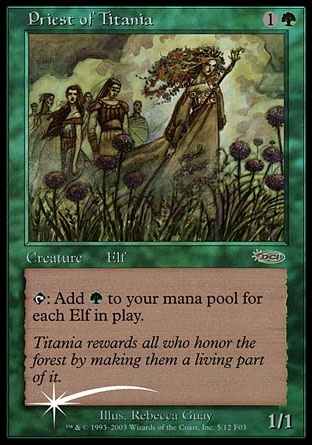 Priest of Titania 1
DCI
Creature Elf
: Add to your mana pool for
each Elf in play.
Titania rewards all who honor the
forest by making them a living part
of it.
Illus. Rebecca Guay
™ & © 1993-2003 Wizards of the Coast, Inc. 5/12 F03
1/1